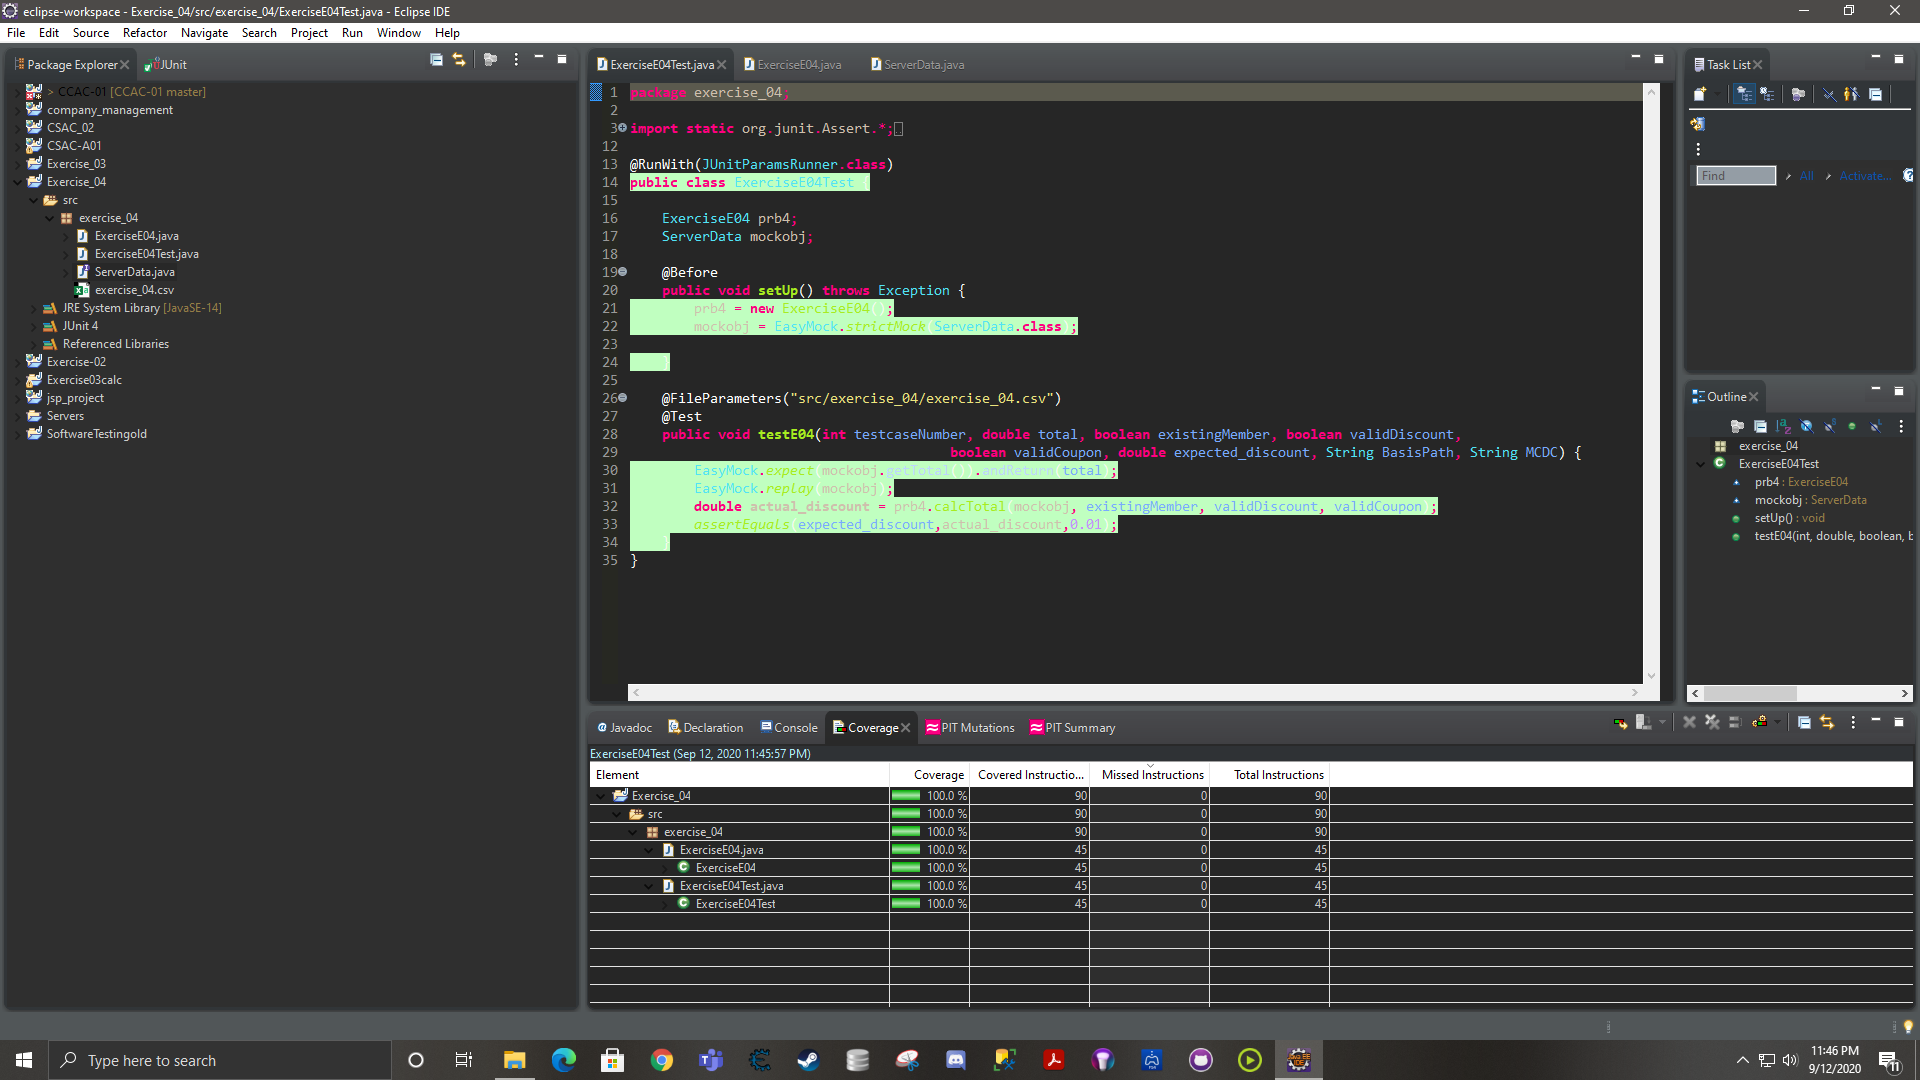 eclipse-workspace - Exercise_04/src/exercise_04/ExerciseE04Test.java - Eclipse IDE
File Edit Source Refactor Navigate Search Project Run Window Help
Package Explorer JUnit
> CCAC-01 [CCAC-01 master]
company_management
CSAC_02
CSAC-A01
Exercise_03
Exercise_04
src
exercise_04
ExerciseE04.java
ExerciseE04Test.java
ServerData.java
exercise_04.csv
JRE System Library [JavaSE-14]
JUnit 4
Referenced Libraries
Exercise-02
Exercise03calc
jsp_project
Servers
SoftwareTestingold
ExerciseE04Test.java ExerciseE04.java ServerData.java
1 package exercise_04;
2
3 import static org.junit.Assert.*;
12
13 @RunWith(JUnitParamsRunner.class)
14 public class ExerciseE04Test {
15
16 ExerciseE04 prb4;
17 ServerData mockobj;
18
19 @Before
20 public void setUp() throws Exception {
21 prb4 = new ExerciseE04();
22 mockobj = EasyMock.strictMock(ServerData.class);
23
24 }
25
26 @FileParameters("src/exercise_04/exercise_04.csv")
27 @Test
28 public void testE04(int testcaseNumber, double total, boolean existingMember, boolean validDiscount,
29 boolean validCoupon, double expected_discount, String BasisPath, String MCDC) {
30 EasyMock.expect(mockobj.getTotal()).andReturn(total);
31 EasyMock.replay(mockobj);
32 double actual_discount = prb4.calcTotal(mockobj, existingMember, validDiscount, validCoupon);
33 assertEquals(expected_discount,actual_discount,0.01);
34 }
35 }
Task List
Find All Activate...
Outline
exercise_04
ExerciseE04Test
prb4 : ExerciseE04
mockobj : ServerData
setUp() : void
testE04(int, double, boolean, b
Javadoc Declaration Console Coverage PIT Mutations PIT Summary
ExerciseE04Test (Sep 12, 2020 11:45:57 PM)
Element Coverage Covered Instructio... Missed Instructions Total Instructions
Exercise_04 100.0 % 90 0 90
src 100.0 % 90 0 90
exercise_04 100.0 % 90 0 90
ExerciseE04.java 100.0 % 45 0 45
ExerciseE04 100.0 % 45 0 45
ExerciseE04Test.java 100.0 % 45 0 45
ExerciseE04Test 100.0 % 45 0 45
Type here to search
11:46 PM
9/12/2020
11